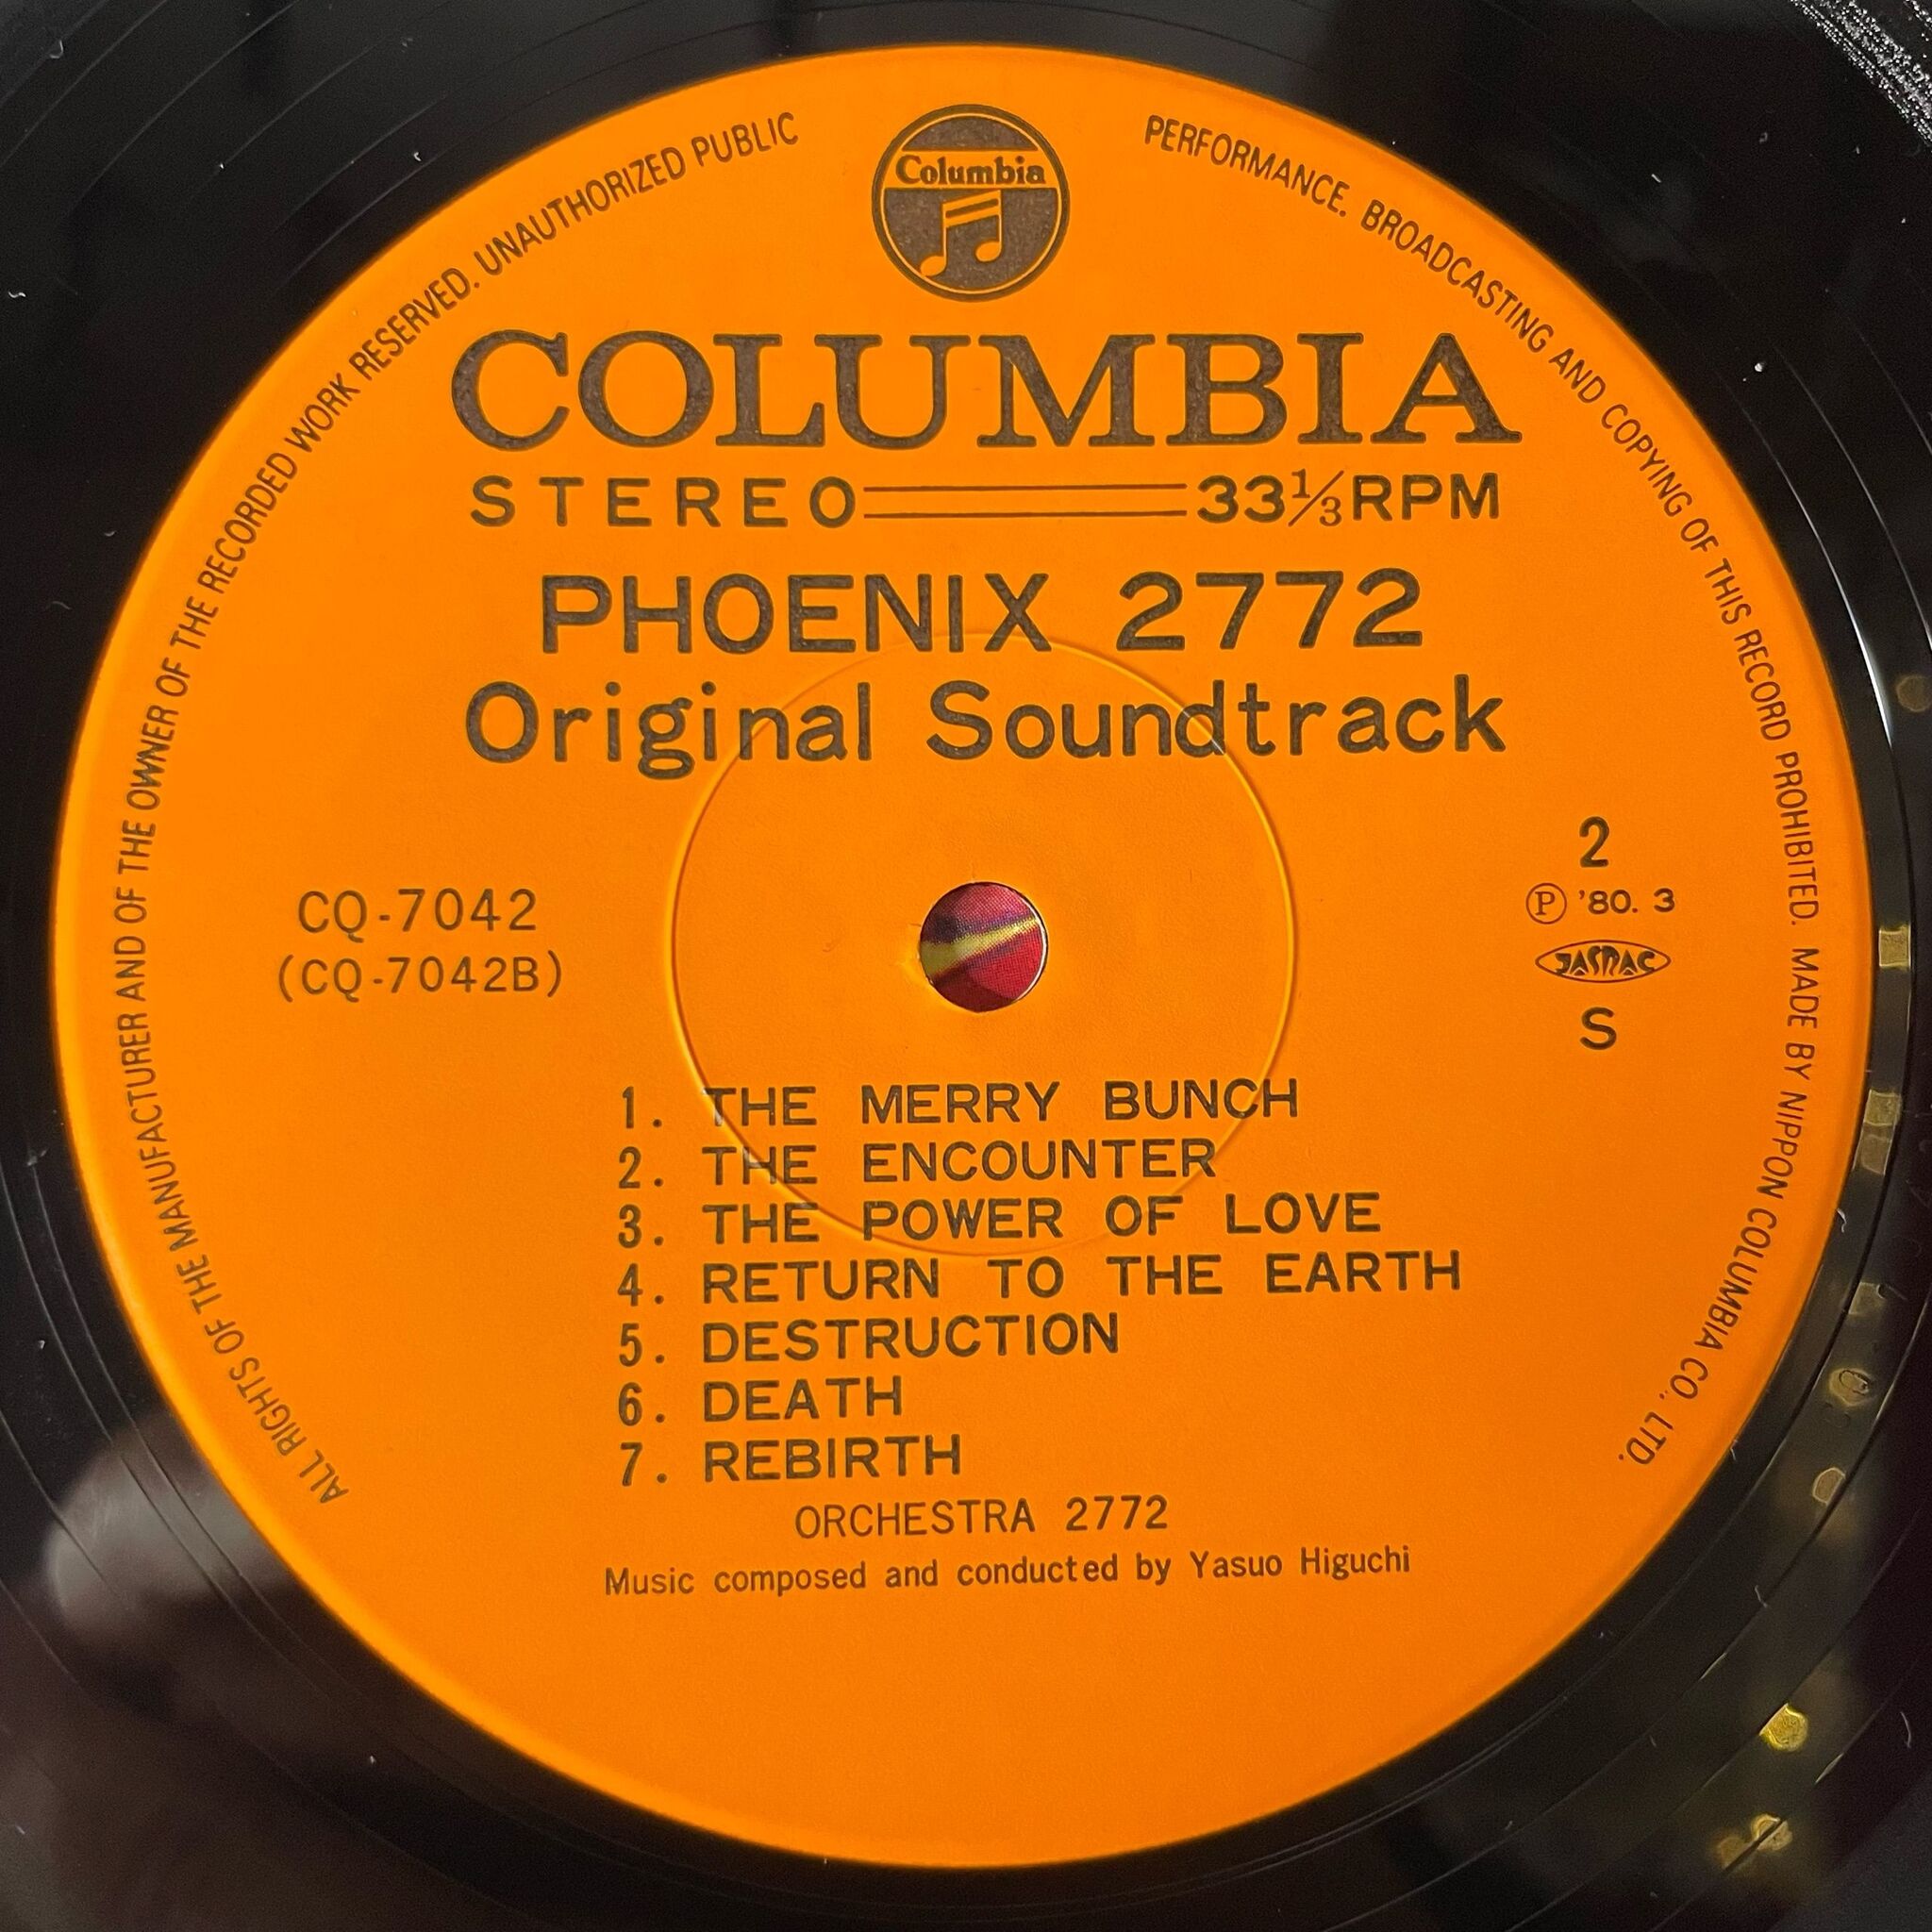 ALL RIGHTS OF THE MANUFACTURER AND OF THE OWNER OF THE RECORDED WORK RESERVED. UNAUTHORIZED PUBLIC
PERFORMANCE. BROADCASTING AND COPYING OF THIS RECORD PROHIBITED. MADE BY NIPPON COLUMBIA CO., LTD.
Columbia
COLUMBIA
STEREO 33⅓RPM
PHOENIX 2772
Original Soundtrack
CQ-7042
(CQ-7042B)
2
Ⓟ '80. 3
JASRAC
S
1. THE MERRY BUNCH
2. THE ENCOUNTER
3. THE POWER OF LOVE
4. RETURN TO THE EARTH
5. DESTRUCTION
6. DEATH
7. REBIRTH
ORCHESTRA 2772
Music composed and conducted by Yasuo Higuchi